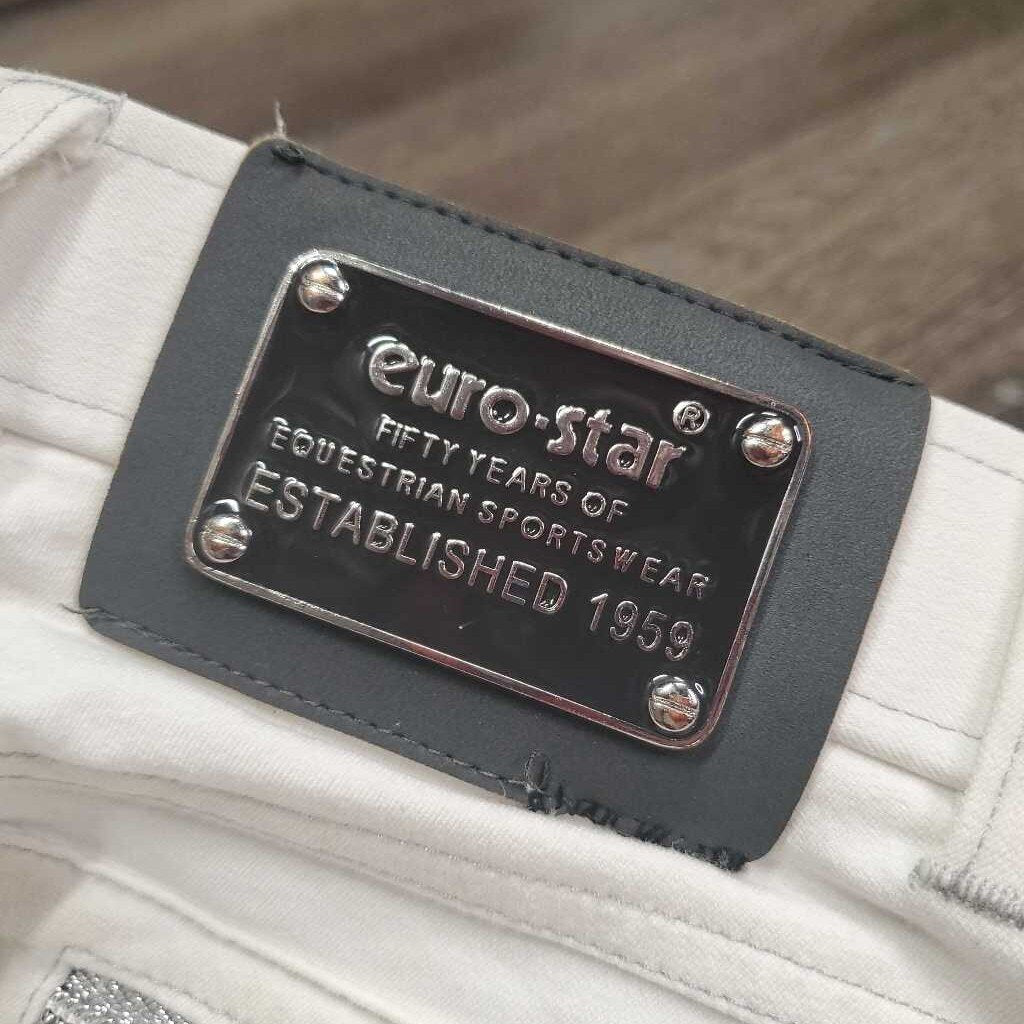 euro-star®
FIFTY YEARS OF
EQUESTRIAN SPORTSWEAR
ESTABLISHED 1959